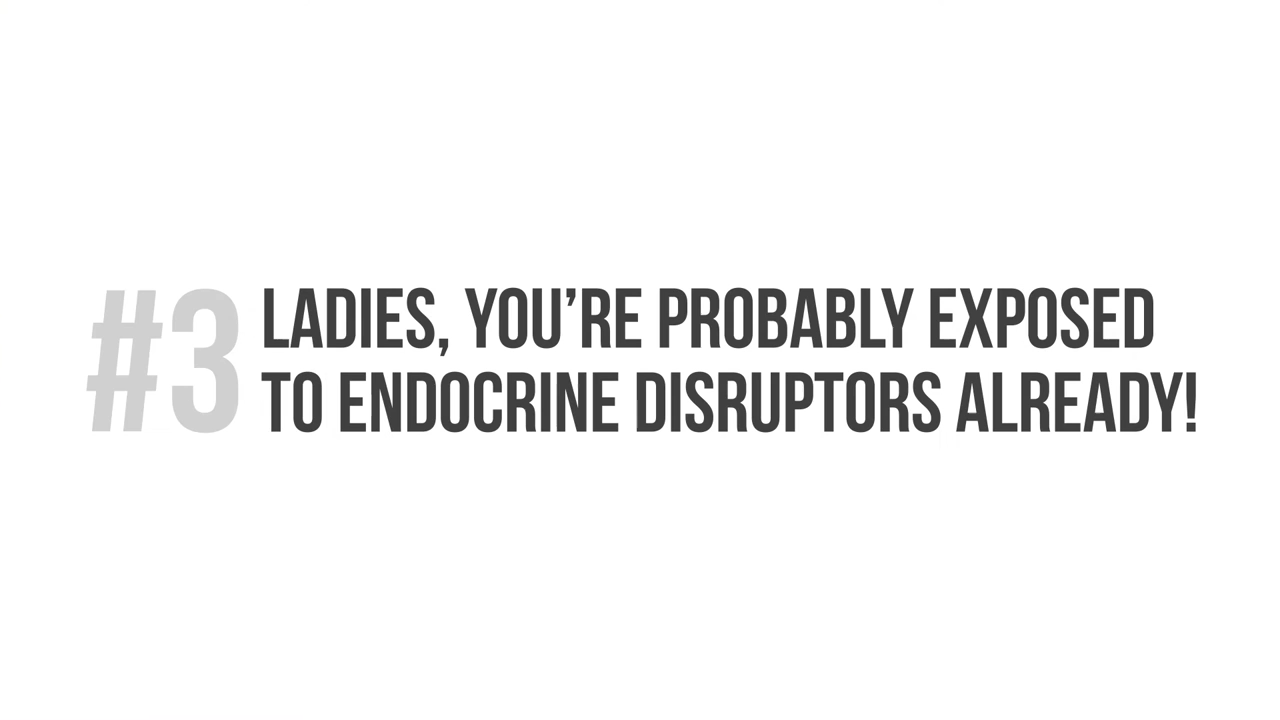 #3
LADIES, YOU’RE PROBABLY EXPOSED
TO ENDOCRINE DISRUPTORS ALREADY!